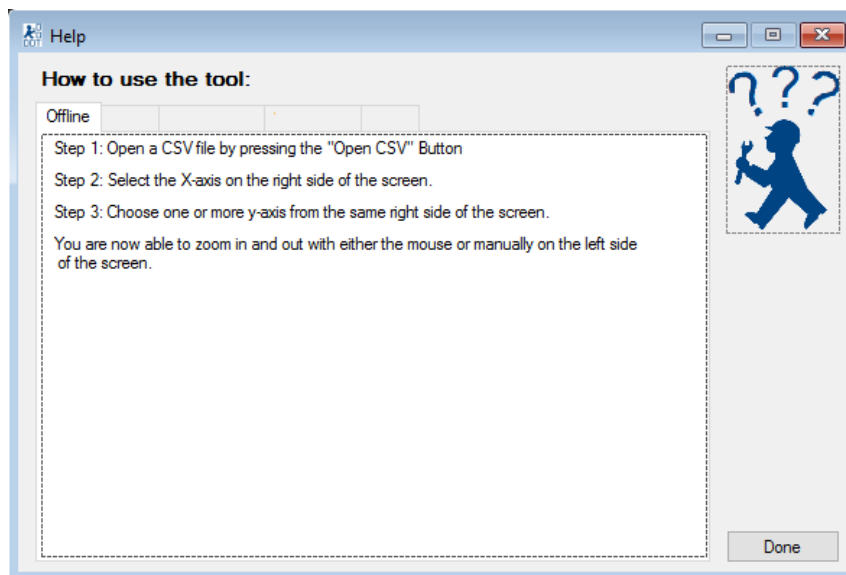 Help
How to use the tool:
Offline
Step 1: Open a CSV file by pressing the "Open CSV" Button
Step 2: Select the X-axis on the right side of the screen.
Step 3: Choose one or more y-axis from the same right side of the screen.
You are now able to zoom in and out with either the mouse or manually on the left side
of the screen.
???
Done